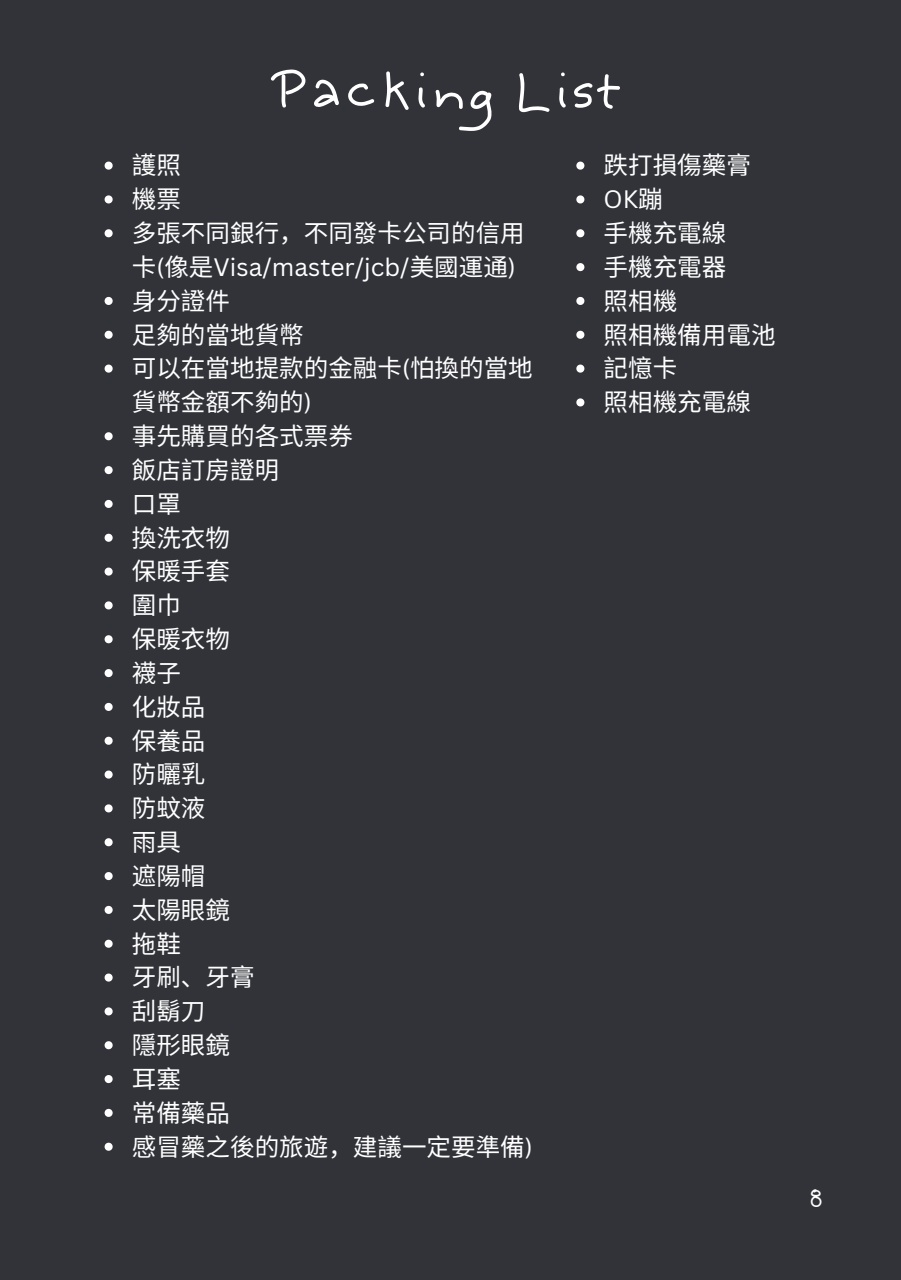 Packing List
• 護照
• 機票
• 多張不同銀行，不同發卡公司的信用
卡(像是Visa/master/jcb/美國運通)
• 身分證件
• 足夠的當地貨幣
• 可以在當地提款的金融卡(怕換的當地
貨幣金額不夠的)
• 事先購買的各式票券
• 飯店訂房證明
• 口罩
• 換洗衣物
• 保暖手套
• 圍巾
• 保暖衣物
• 襪子
• 化妝品
• 保養品
• 防曬乳
• 防蚊液
• 雨具
• 遮陽帽
• 太陽眼鏡
• 拖鞋
• 牙刷、牙膏
• 刮鬍刀
• 隱形眼鏡
• 耳塞
• 常備藥品
• 感冒藥之後的旅遊，建議一定要準備)
• 跌打損傷藥膏
• OK蹦
• 手機充電線
• 手機充電器
• 照相機
• 照相機備用電池
• 記憶卡
• 照相機充電線
8